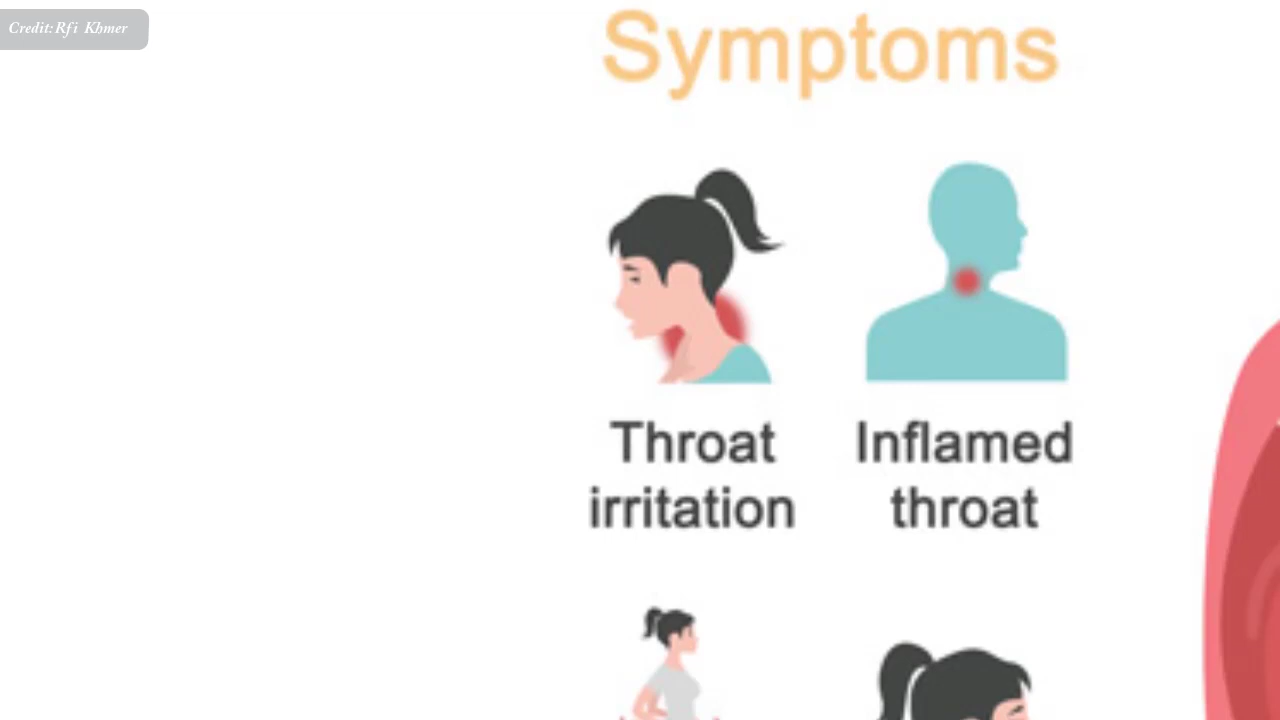 Credit:Rfi Khmer
Symptoms
Throat
irritation
Inflamed
throat